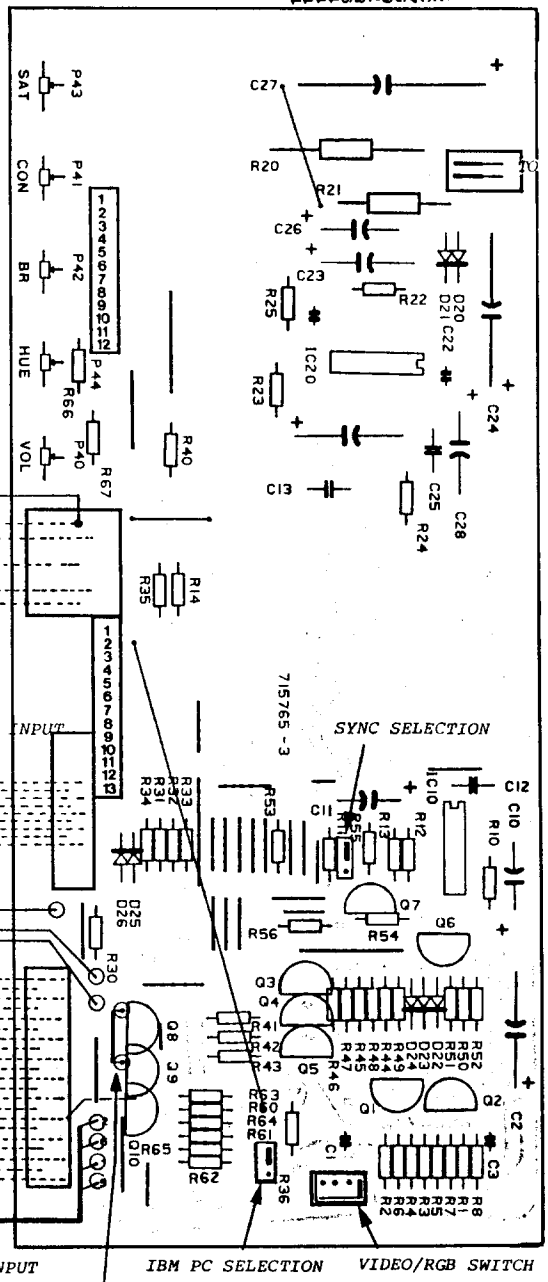 C27
+
SAT
P43
R20
TO
CON
P41
R21
+
1
2
3
4
5
6
7
8
9
10
11
12
C26
+
C23
BR
P42
R25
R22
D21
D20
C22
IC20
HUE
P44
R66
R23
+
+
C24
+
VOL
P40
R67
R40
C13
R24
C25
C28
R35
R14
1
2
3
4
5
6
7
8
9
10
11
12
13
715765-3
INPUT
SYNC SELECTION
R34
R31
R32
R33
R53
C11
R55
R13
+
R12
IC10
C12
R10
C10
D26
D25
R56
Q7
R54
Q6
+
R30
Q3
Q4
Q5
Q8
R41
R42
R43
R47
R45
R48
R44
R49
D24
D23
D22
R51
R50
R52
+
Q9
R46
R63
R60
R64
R61
Q1
Q2
C2
Q10
R65
R62
R36
C1
C3
R2
R6
R4
R3
R5
R7
R1
R8
NPUT
IBM PC SELECTION
VIDEO/RGB SWITCH